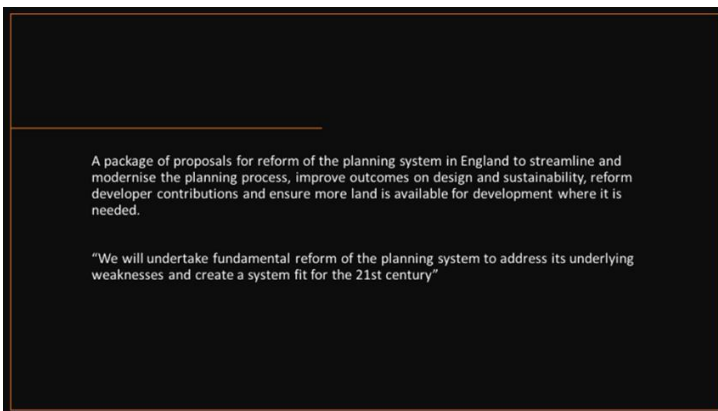 A package of proposals for reform of the planning system in England to streamline and
modernise the planning process, improve outcomes on design and sustainability, reform
developer contributions and ensure more land is available for development where it is
needed.
“We will undertake fundamental reform of the planning system to address its underlying
weaknesses and create a system fit for the 21st century”